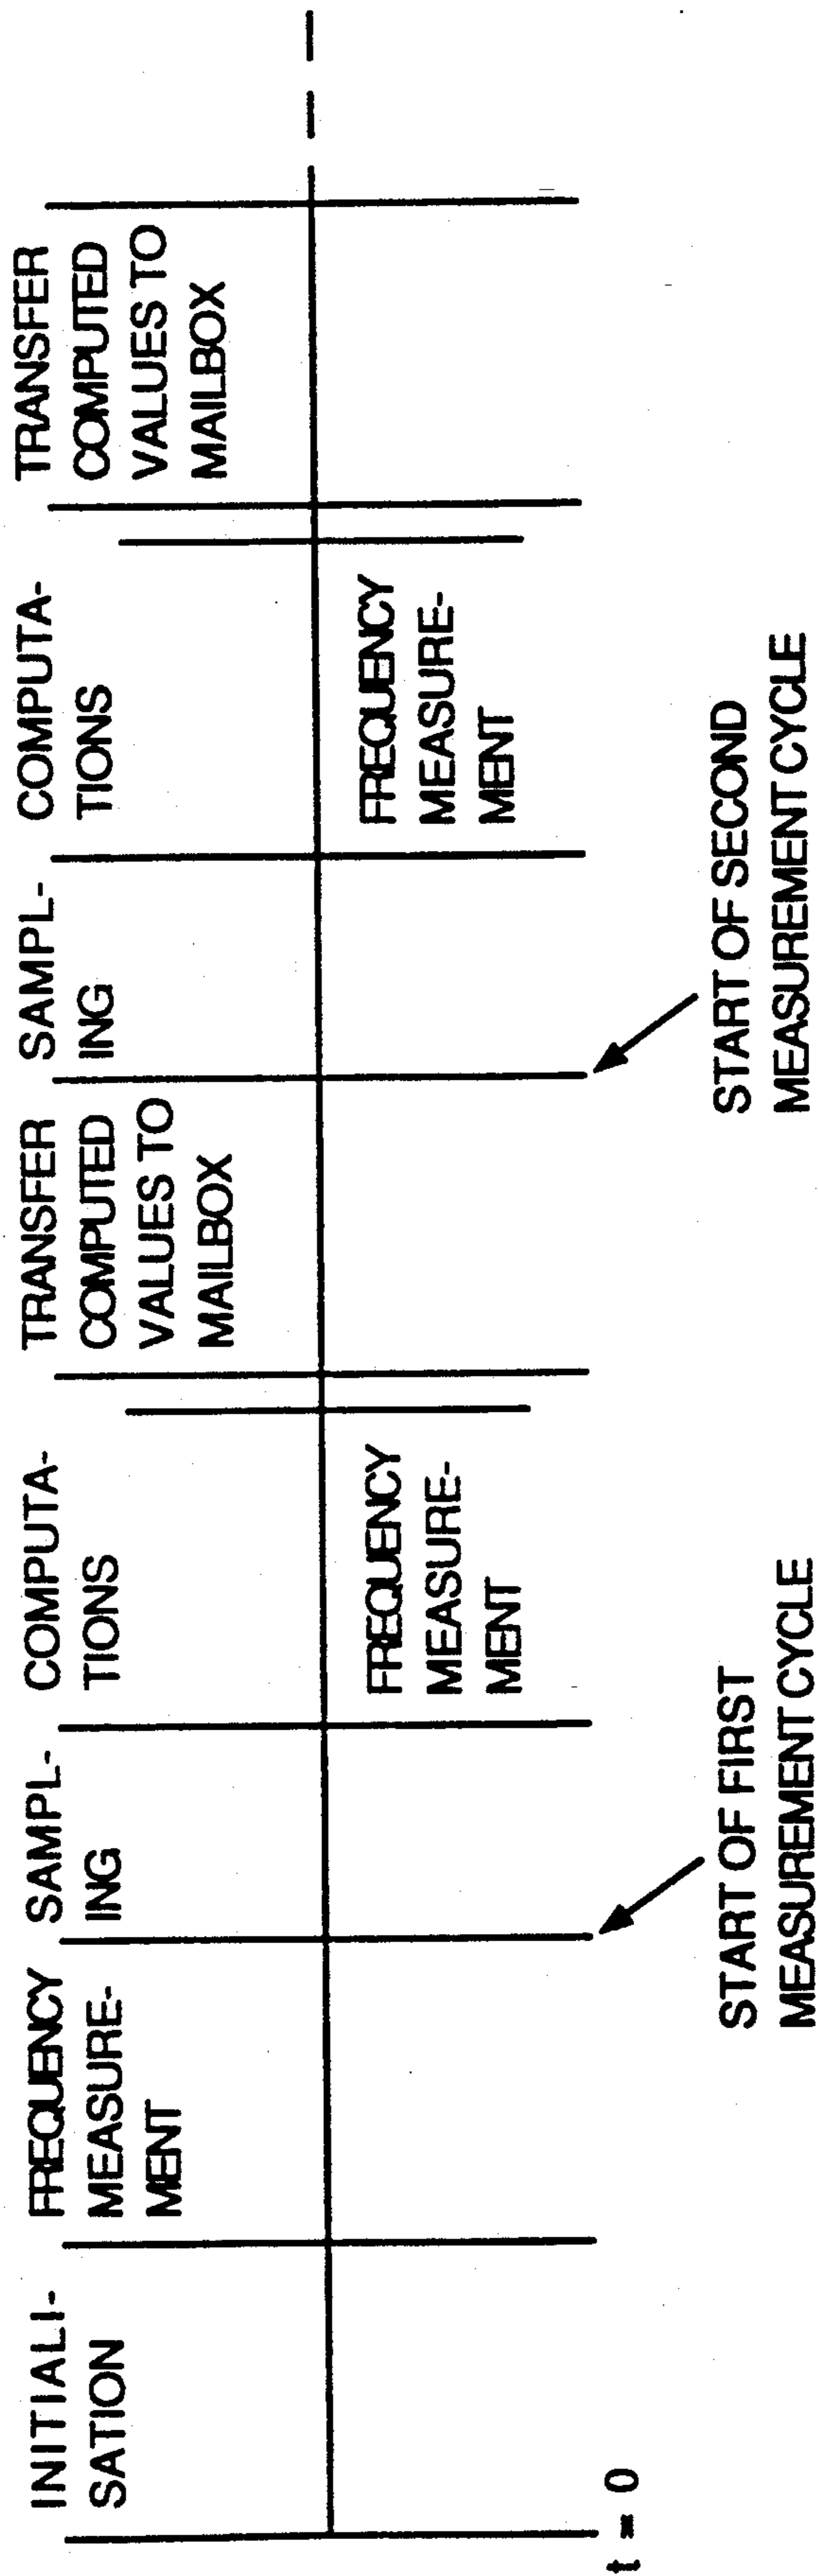 INITIALI-
SATION
FREQUENCY
MEASURE-
MENT
SAMPL-
ING
COMPUTA-
TIONS
FREQUENCY
MEASURE-
MENT
TRANSFER
COMPUTED
VALUES TO
MAILBOX
SAMPL-
ING
COMPUTA-
TIONS
FREQUENCY
MEASURE-
MENT
TRANSFER
COMPUTED
VALUES TO
MAILBOX
t = 0
START OF FIRST
MEASUREMENT CYCLE
START OF SECOND
MEASUREMENT CYCLE